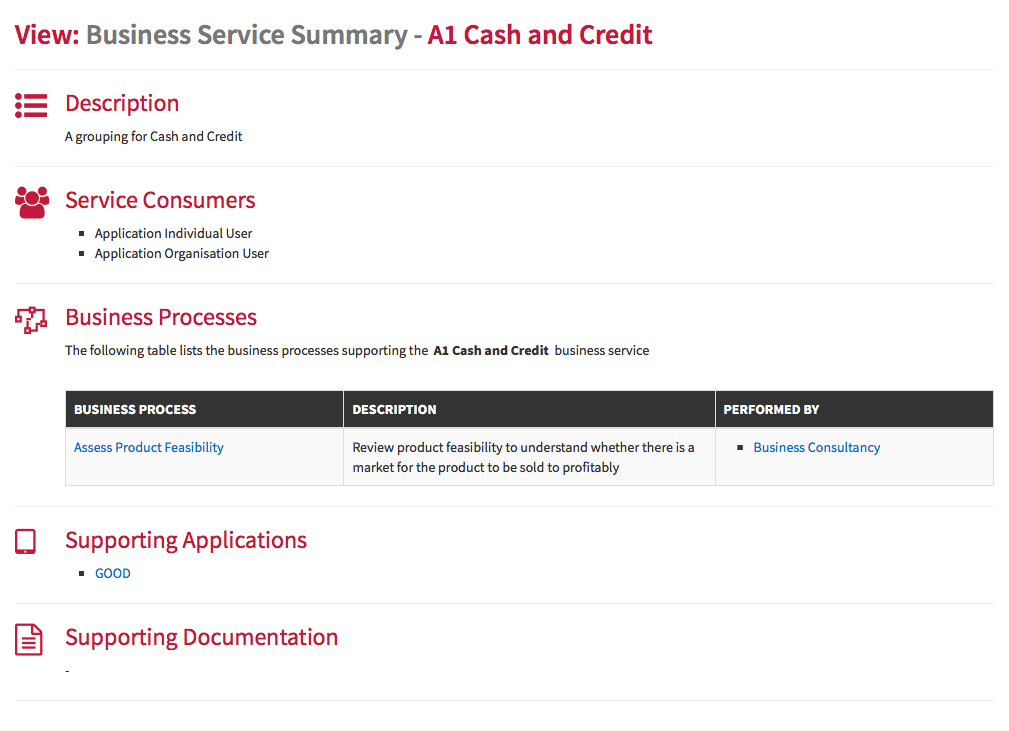 View: Business Service Summary - A1 Cash and Credit
Description
A grouping for Cash and Credit
Service Consumers
Application Individual User
Application Organisation User
Business Processes
The following table lists the business processes supporting the A1 Cash and Credit business service
BUSINESS PROCESS DESCRIPTION PERFORMED BY
Assess Product Feasibility Review product feasibility to understand whether there is a Business Consultancy
market for the product to be sold to profitably
Supporting Applications
GOOD
Supporting Documentation
-